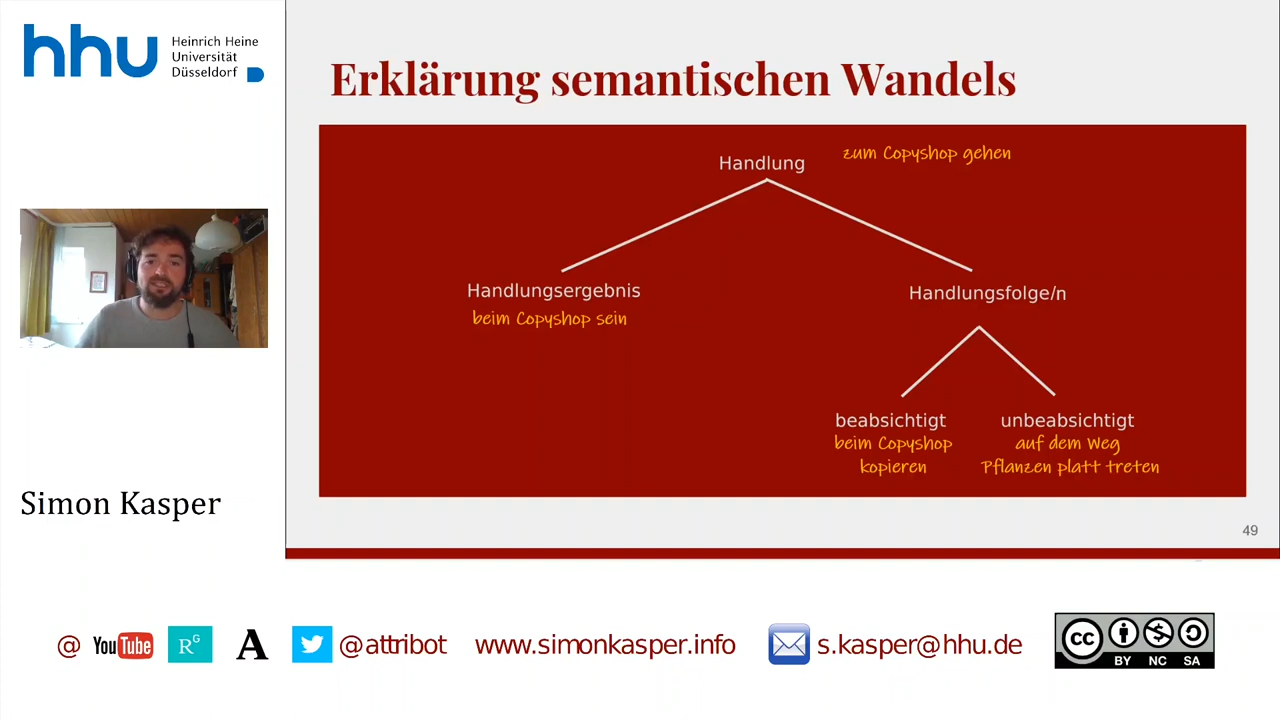 hhu Heinrich Heine
Universität
Düsseldorf
Erklärung semantischen Wandels
Handlung zum Copyshop gehen
Handlungsergebnis Handlungsfolge/n
beim Copyshop sein
beabsichtigt unbeabsichtigt
beim Copyshop auf dem Weg
kopieren Pflanzen platt treten
Simon Kasper
49
@ YouTube RG A @attribot www.simonkasper.info s.kasper@hhu.de cc
BY NC SA